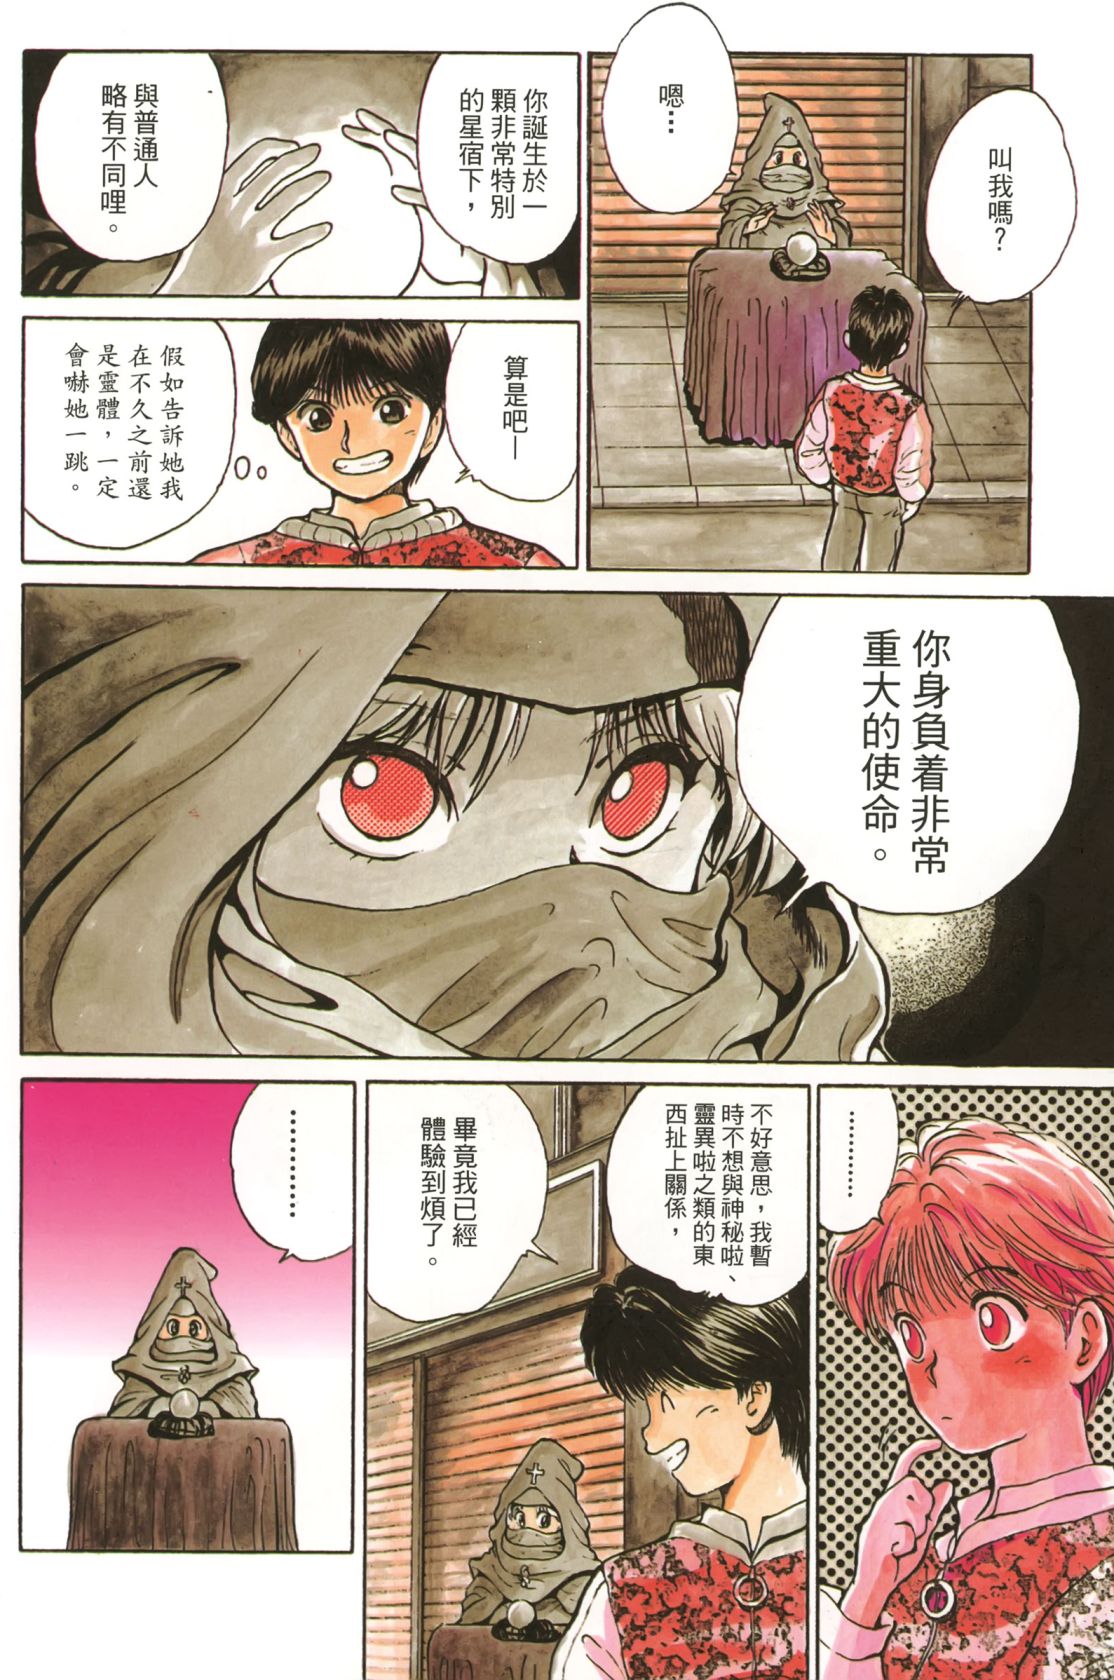 叫我嗎？
嗯…
你誕生於一
顆非常特別
的星宿下，
與普通人
略有不同哩。
算是吧—
假如告訴她我
在不久之前還
是靈體，一定
會嚇她一跳。
你身負着非常
重大的使命。
…………
不好意思，我暫
時不想與神秘啦、
靈異啦之類的東
西扯上關係，
畢竟我已經
體驗到煩了。
…………